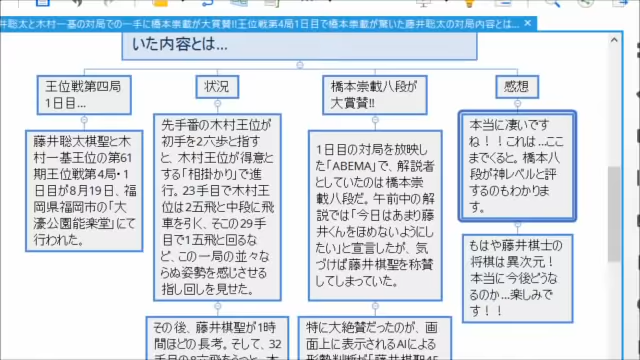 井聡太と木村一基の対局での一手に橋本崇載が大賞賛!!王位戦第4局1日目で橋本崇載が驚いた藤井聡太の対局内容とは...
いた内容とは...
王位戦第四局
1日目...
藤井聡太棋聖と木
村一基王位の第61
期王位戦第4局・1
日目が8月19日、福
岡県福岡市の「大
濠公園能楽堂」にて
行われた。
状況
先手番の木村王位が
初手を2六歩と指す
と、木村王位が得意と
する「相掛かり」で進
行。23手目で木村王
位は2五飛と中段に飛
車を引く、そこの29手
目で1五飛と回るな
ど、この一局の並々な
らぬ姿勢を感じさせる
指し回しを見せた。
その後、藤井棋聖が1時
間ほどの長考。そして、32
橋本崇載八段が
大賞賛!!
1日目の対局を放映し
た「ABEMA」で、解説者
としていたのは橋本崇
載八段だ。午前中の解
説では「今日はあまり藤
井くんをほめないようにし
たい」と宣言したが、気
づけば藤井棋聖を称賛
してしまっていた。
特に大絶賛だったのが、画
面上に表示されるAIによる
感想
本当に凄いです
ね！！これは...ここ
までくると。橋本八
段が神レベルと評
するのもわかりま
す。
もはや藤井棋士の
将棋は異次元！
本当に今後どうな
るのか...楽しみで
す！！